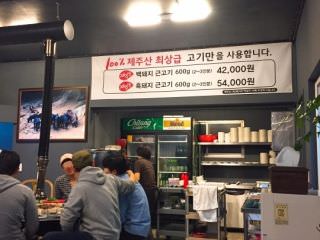 100% 제주산 최상급 고기만을 사용합니다.
백돼지 근고기 600g (2~3인분) 42,000원
흑돼지 근고기 600g (2~3인분) 54,000원
Chilsung